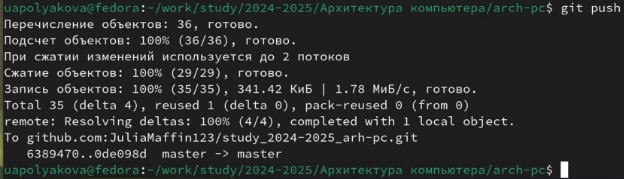 uapolyakova@fedora:~/work/study/2024-2025/Архитектура компьютера/arch-pc$ git push
Перечисление объектов: 36, готово.
Подсчет объектов: 100% (36/36), готово.
При сжатии изменений используется до 2 потоков
Сжатие объектов: 100% (29/29), готово.
Запись объектов: 100% (35/35), 341.42 КиБ | 1.78 МиБ/с, готово.
Total 35 (delta 4), reused 1 (delta 0), pack-reused 0 (from 0)
remote: Resolving deltas: 100% (4/4), completed with 1 local object.
To github.com:JuliaMaffin123/study_2024-2025_arh-pc.git
   6389470..0de098d  master -> master
uapolyakova@fedora:~/work/study/2024-2025/Архитектура компьютера/arch-pc$